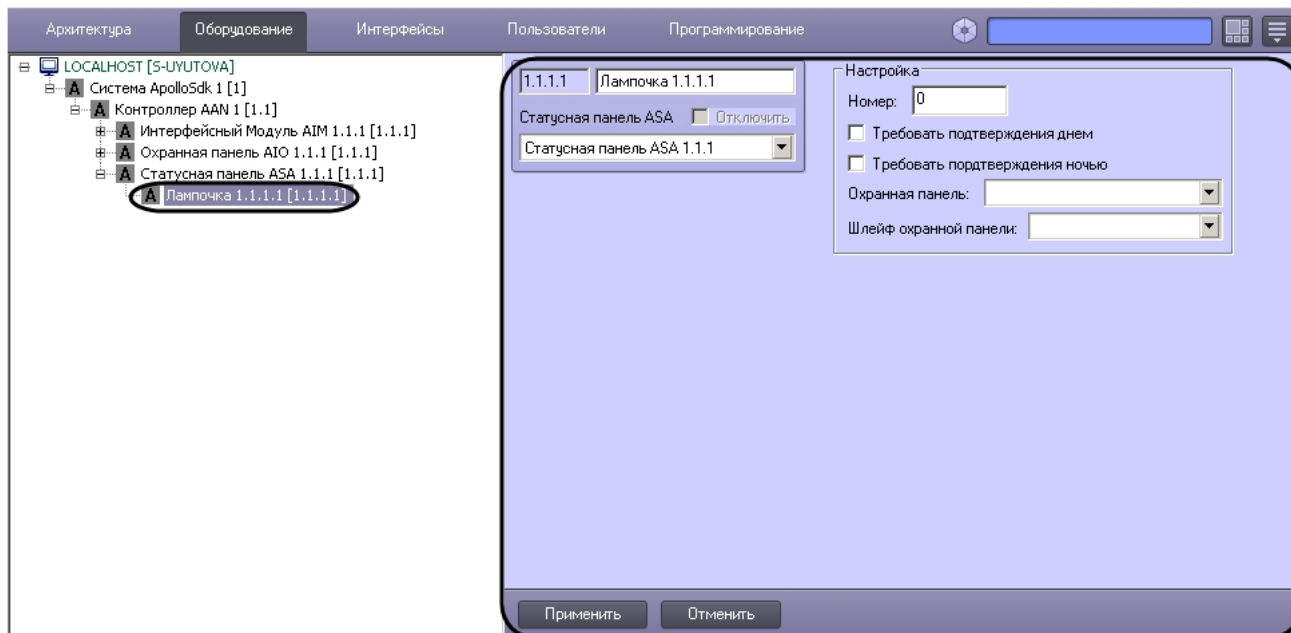 Архитектура Оборудование Интерфейсы Пользователи Программирование
LOCALHOST [S-UYUTOVA]
Система ApolloSdk 1 [1]
Контроллер AAN 1 [1.1]
Интерфейсный Модуль AIM 1.1.1 [1.1.1]
Охранная панель AIO 1.1.1 [1.1.1]
Статусная панель ASA 1.1.1 [1.1.1]
Лампочка 1.1.1.1 [1.1.1.1]
1.1.1.1 Лампочка 1.1.1.1
Статусная панель ASA Отключить
Статусная панель ASA 1.1.1
Настройка
Номер: 0
Требовать подтверждения днем
Требовать пордтверждения ночью
Охранная панель:
Шлейф охранной панели:
Применить Отменить